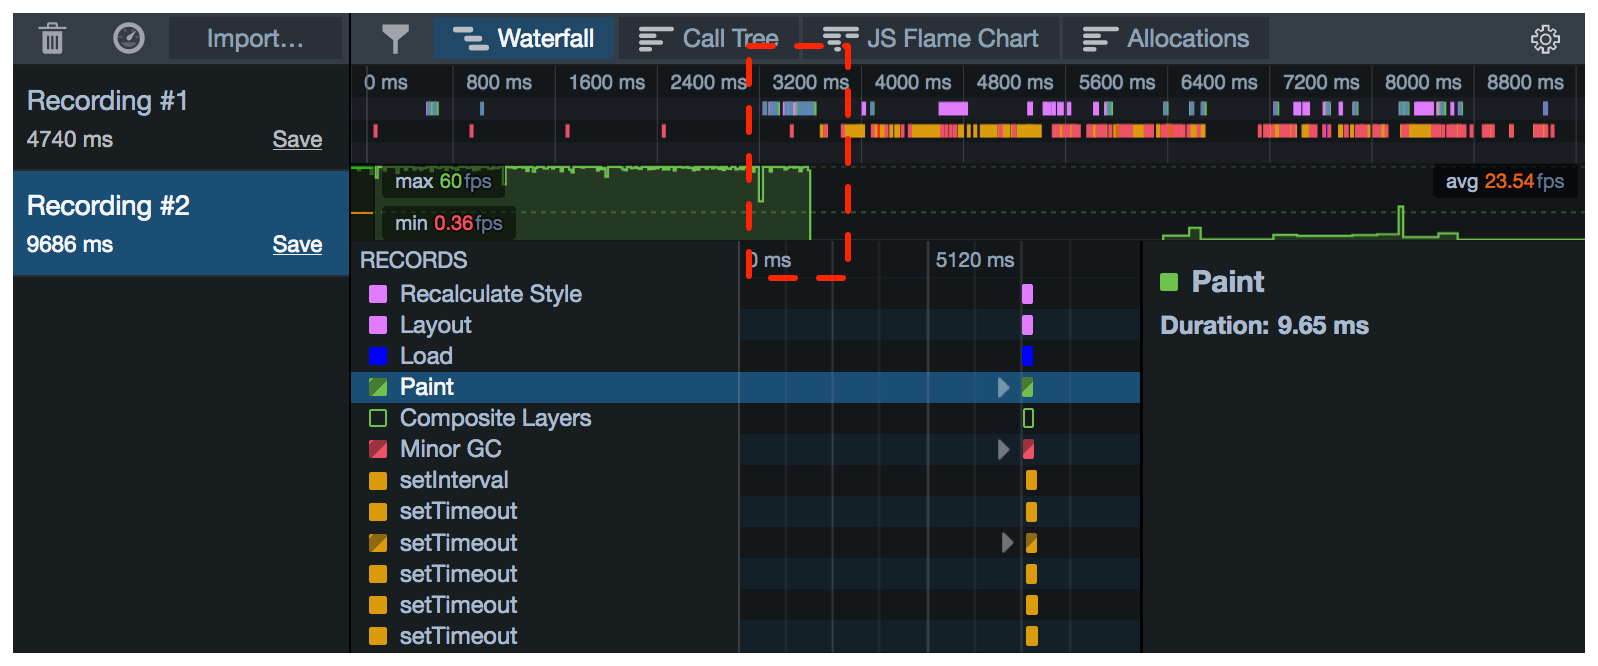 Import...
Waterfall
Call Tree
JS Flame Chart
Allocations
Recording #1
4740 ms
Save
Recording #2
9686 ms
Save
0 ms 800 ms 1600 ms 2400 ms 3200 ms 4000 ms 4800 ms 5600 ms 6400 ms 7200 ms 8000 ms 8800 ms
max 60fps
avg 23.54fps
min 0.36fps
RECORDS
0 ms 5120 ms
Recalculate Style
Layout
Load
Paint
Composite Layers
Minor GC
setInterval
setTimeout
setTimeout
setTimeout
setTimeout
setTimeout
Paint
Duration: 9.65 ms